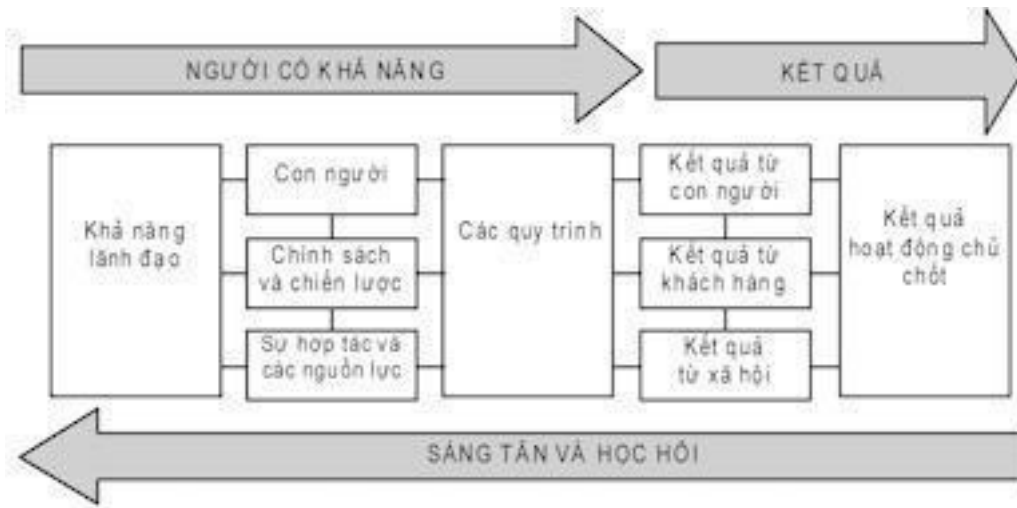 NGƯỜI CÓ KHẢ NĂNG
KẾT QUẢ
Khả năng
lãnh đạo
Con người
Chính sách
và chiến lược
Sự hợp tác và
các nguồn lực
Các quy trình
Kết quả từ
con người
Kết quả từ
khách hàng
Kết quả
từ xã hội
Kết quả
hoạt động chủ
chốt
SÁNG TÂN VÀ HỌC HỎI